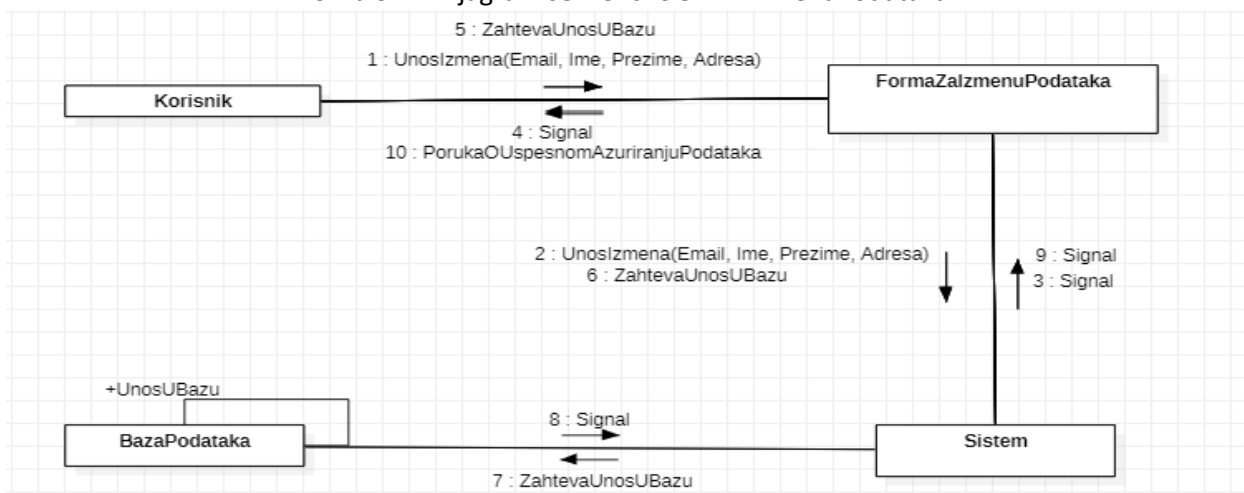 5 : ZahtevaUnosUBazu
1 : UnosIzmena(Email, Ime, Prezime, Adresa)
Korisnik
FormaZaIzmenuPodataka
4 : Signal
10 : PorukaOUspesnomAzuriranjuPodataka
2 : UnosIzmena(Email, Ime, Prezime, Adresa)
6 : ZahtevaUnosUBazu
9 : Signal
3 : Signal
+UnosUBazu
BazaPodataka
8 : Signal
7 : ZahtevaUnosUBazu
Sistem